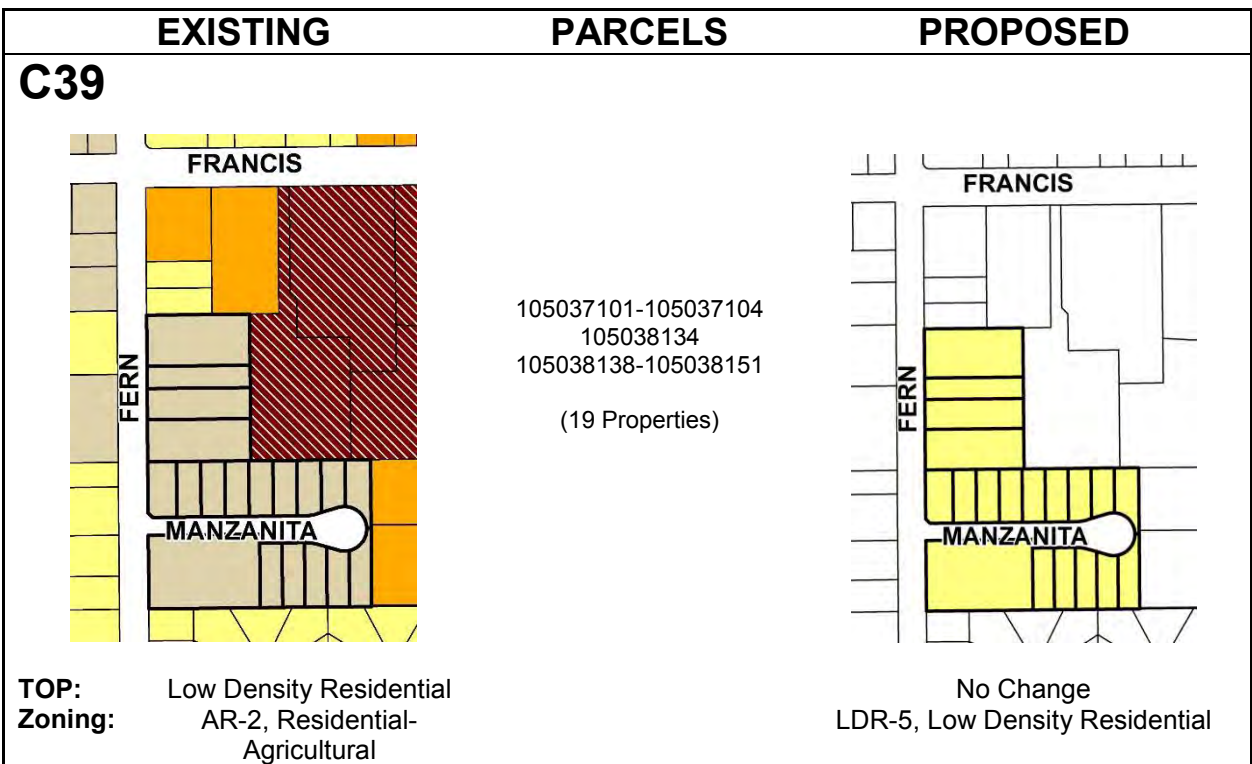 EXISTING PARCELS PROPOSED
C39
FRANCIS
FERN
MANZANITA
105037101-105037104
105038134
105038138-105038151
(19 Properties)
FRANCIS
FERN
MANZANITA
TOP: Low Density Residential No Change
Zoning: AR-2, Residential- LDR-5, Low Density Residential
Agricultural